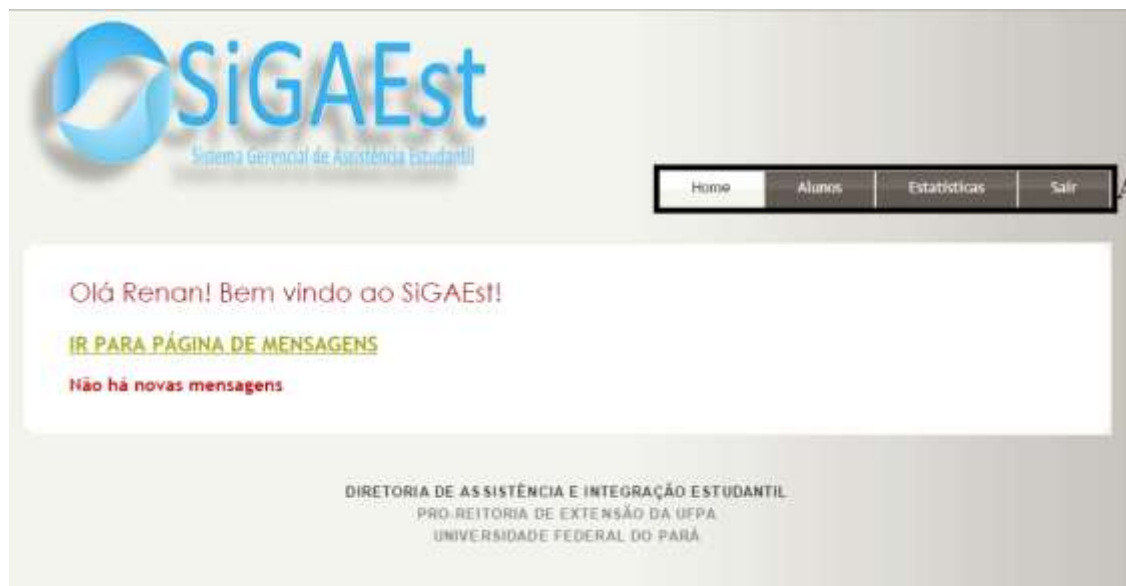 SiGAEst
Sistema Gerencial de Assistência Estudantil
Home Alunos Estatísticas Sair
A
Olá Renan! Bem vindo ao SiGAEst!
IR PARA PÁGINA DE MENSAGENS
Não há novas mensagens
DIRETORIA DE ASSISTÊNCIA E INTEGRAÇÃO ESTUDANTIL
PRO-REITORIA DE EXTENSÃO DA UFPA
UNIVERSIDADE FEDERAL DO PARÁ